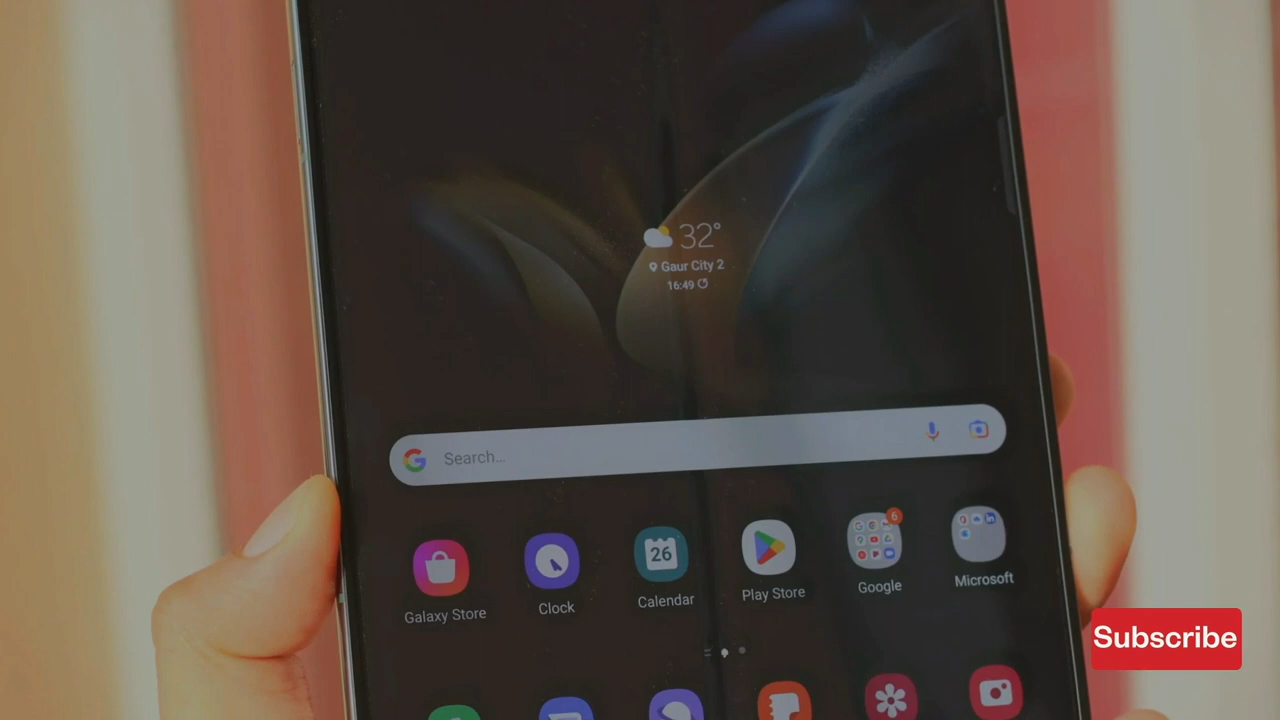 32°
Gaur City 2
16:49
Search...
6
26
Galaxy Store
Clock
Calendar
Play Store
Google
Microsoft
Subscribe